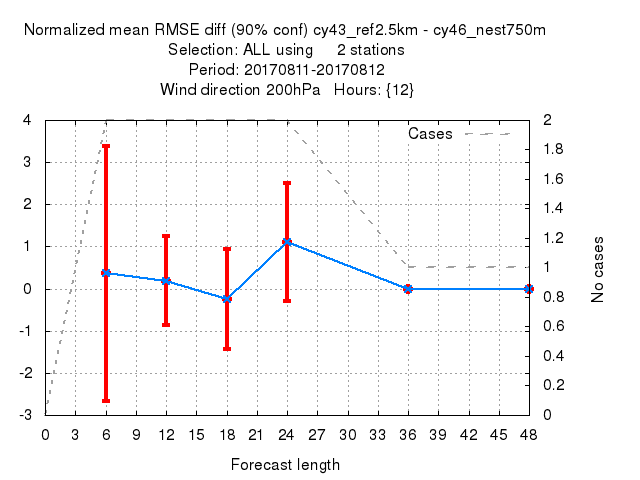 Normalized mean RMSE diff (90% conf) cy43_ref2.5km - cy46_nest750m
Selection: ALL using 2 stations
Period: 20170811-20170812
Wind direction 200hPa Hours: {12}
Cases
4
3
2
1
0
-1
-2
-3
2
1.8
1.6
1.4
1.2
1
0.8
0.6
0.4
0.2
0
No cases
0 3 6 9 12 15 18 21 24 27 30 33 36 39 42 45 48
Forecast length